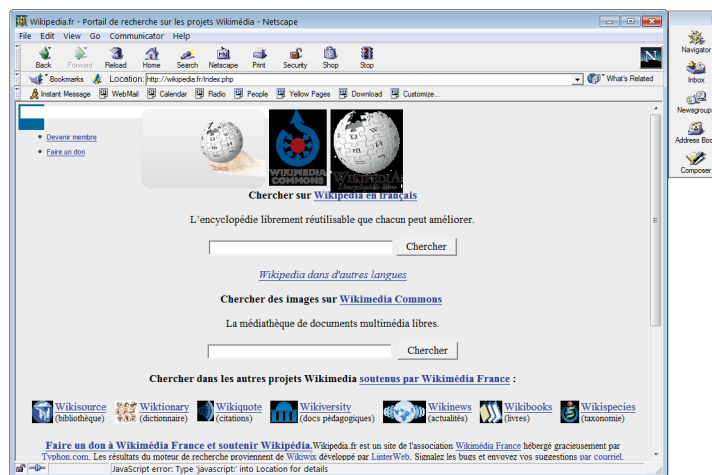 Wikipedia.fr - Portail de recherche sur les projets Wikimédia - Netscape
File Edit View Go Communicator Help
Back Forward Reload Home Search Netscape Print Security Shop Stop
Bookmarks Location: http://wikipedia.fr/index.php What's Related
Instant Message WebMail Calendar Radio People Yellow Pages Download Customize...
Navigator
Inbox
Newsgroup
Address Boo
Composer
Devenir membre
Faire un don
WIKIMEDIA
COMMONS
WIKIPEDIA
L'encyclopédie libre
Chercher sur Wikipédia en français
L'encyclopédie librement réutilisable que chacun peut améliorer.
Chercher
Wikipedia dans d'autres langues
Chercher des images sur Wikimedia Commons
La médiathèque de documents multimédia libres.
Chercher
Chercher dans les autres projets Wikimedia soutenus par Wikimédia France :
Wikisource Wiktionary Wikiquote Wikiversity Wikinews Wikibooks Wikispecies
(bibliothèque) (dictionnaire) (citations) (docs pédagogiques) (actualités) (livres) (taxonomie)
Faire un don à Wikimédia France et soutenir Wikipédia.Wikipedia.fr est un site de l'association Wikimédia France hébergé gracieusement par
Typhon.com. Les résultats du moteur de recherche proviennent de Wikiwix développé par LinterWeb. Signalez les bugs et envoyez vos suggestions par courriel.
JavaScript error: Type 'javascript:' into Location for details